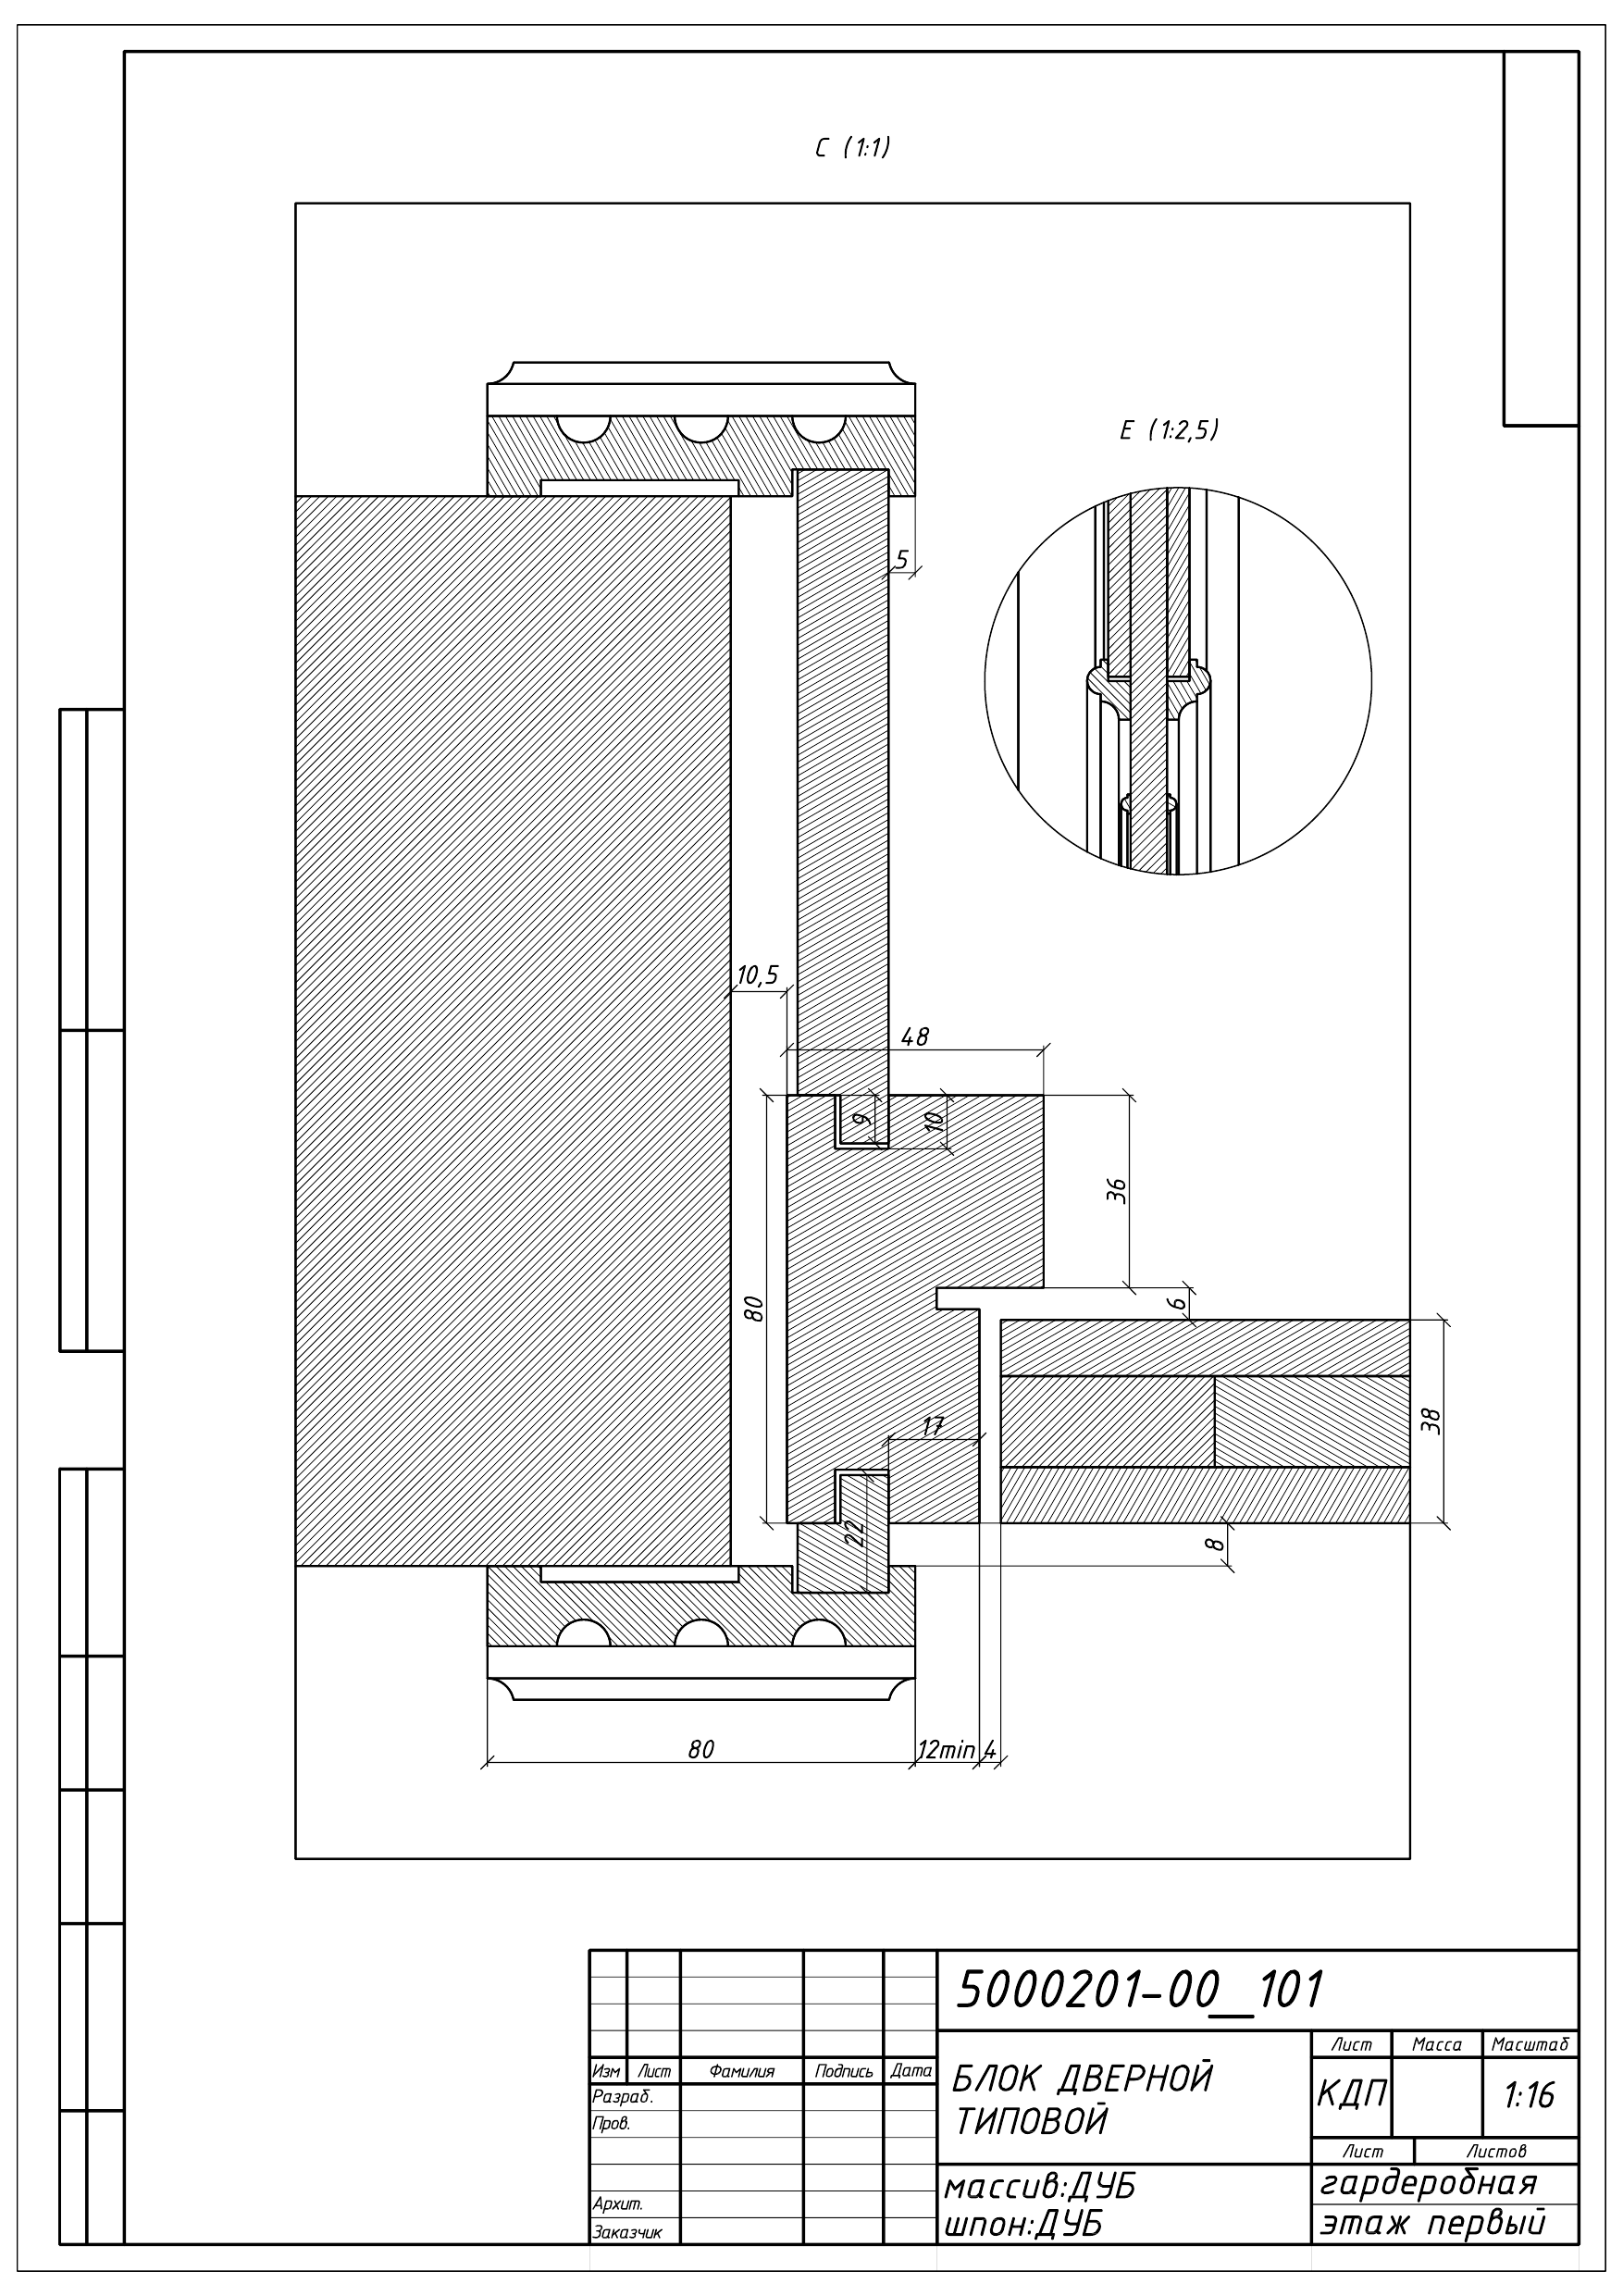 С (1:1)
Е (1:2,5)
5
10,5
48
9
10
36
80
6
38
17
22
8
80
12min
4
5000201-00__101
Изм
Лист
Фамилия
Подпись
Дата
Разраб.
Пров.
Архит.
Заказчик
БЛОК ДВЕРНОЙ
ТИПОВОЙ
Лист
Масса
Масштаб
КДП
1:16
Лист
Листов
массив:ДУБ
шпон:ДУБ
гардеробная
этаж первый